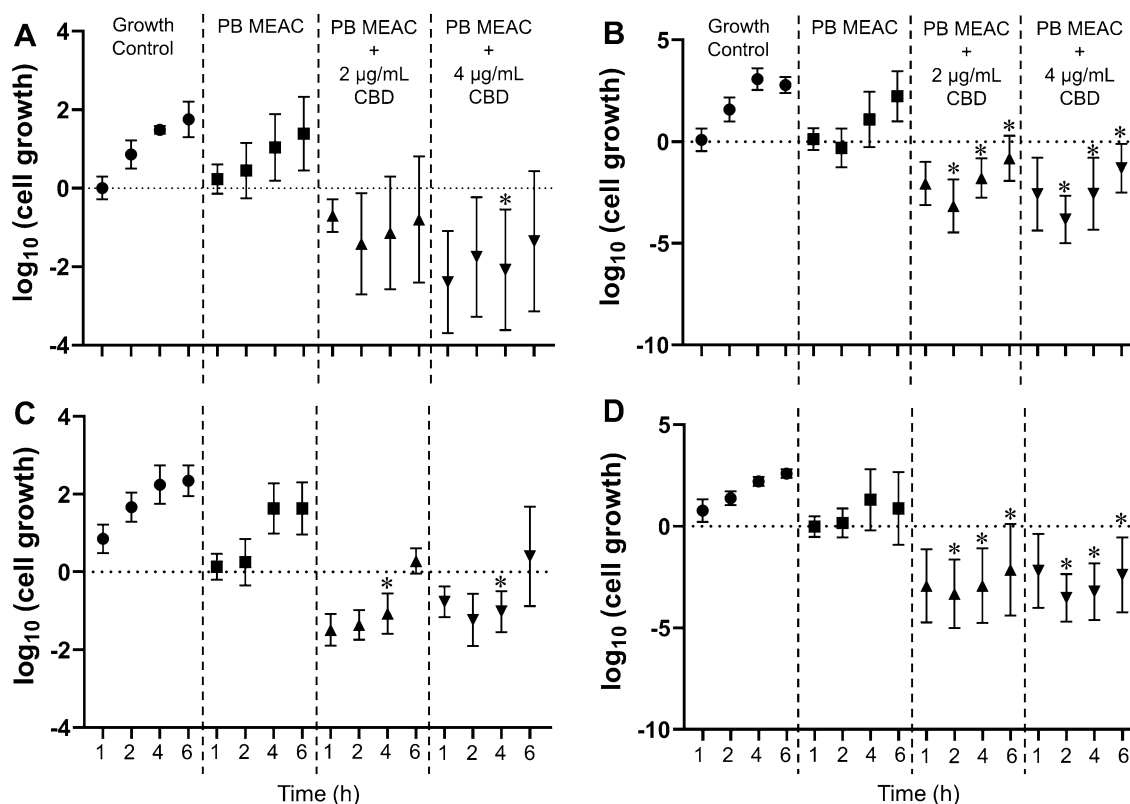 A
Growth
Control
PB MEAC
PB MEAC
+
2 µg/mL
CBD
PB MEAC
+
4 µg/mL
CBD
log10 (cell growth)
4
2
0
-2
-4
*
B
Growth
Control
PB MEAC
PB MEAC
+
2 µg/mL
CBD
PB MEAC
+
4 µg/mL
CBD
log10 (cell growth)
5
0
-5
-10
* * * * * *
C
log10 (cell growth)
4
2
0
-2
-4
* *
1 2 4 6 1 2 4 6 1 2 4 6 1 2 4 6
Time (h)
D
log10 (cell growth)
5
0
-5
-10
* * * * * *
1 2 4 6 1 2 4 6 1 2 4 6 1 2 4 6
Time (h)